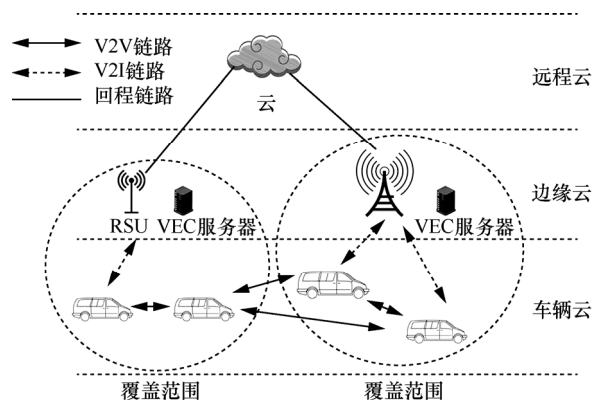 V2V链路
V2I链路
回程链路
云
远程云
RSU
VEC服务器
VEC服务器
边缘云
车辆云
覆盖范围
覆盖范围